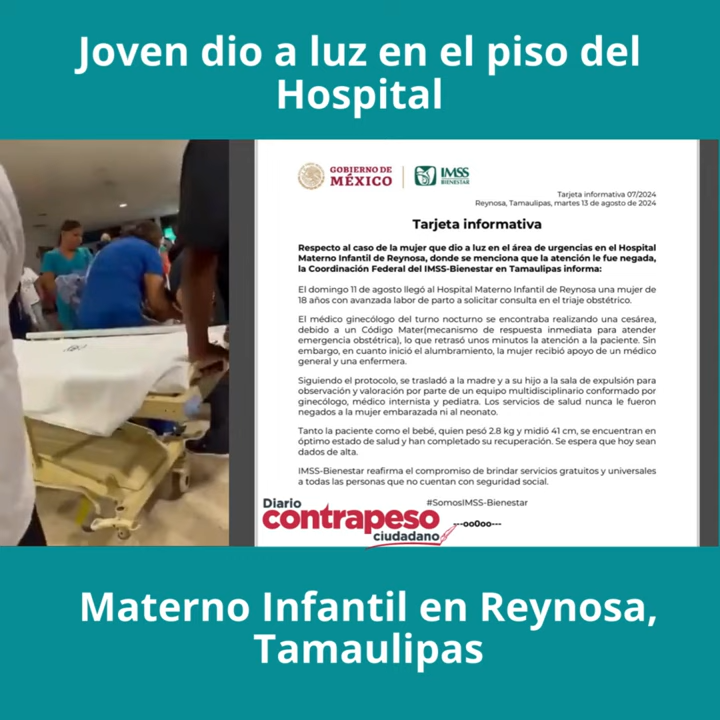 Joven dio a luz en el piso del
Hospital
GOBIERNO DE
MÉXICO
IMSS
BIENESTAR
Tarjeta informativa 07/2024
Reynosa, Tamaulipas, martes 13 de agosto de 2024
Tarjeta informativa
Respecto al caso de la mujer que dio a luz en el área de urgencias en el Hospital
Materno Infantil de Reynosa, donde se menciona que la atención le fue negada,
la Coordinación Federal del IMSS-Bienestar en Tamaulipas informa:
El domingo 11 de agosto llegó al Hospital Materno Infantil de Reynosa una mujer de
18 años con avanzada labor de parto a solicitar consulta en el triaje obstétrico.
El médico ginecólogo del turno nocturno se encontraba realizando una cesárea,
debido a un Código Mater(mecanismo de respuesta inmediata para atender
emergencia obstétrica), lo que retrasó unos minutos la atención a la paciente. Sin
embargo, en cuanto inició el alumbramiento, la mujer recibió apoyo de un médico
general y una enfermera.
Siguiendo el protocolo, se trasladó a la madre y a su hijo a la sala de expulsión para
observación y valoración por parte de un equipo multidisciplinario conformado por
ginecólogo, médico internista y pediatra. Los servicios de salud nunca le fueron
negados a la mujer embarazada ni al neonato.
Tanto la paciente como el bebé, quien pesó 2.8 kg y midió 41 cm, se encuentran en
óptimo estado de salud y han completado su recuperación. Se espera que hoy sean
dados de alta.
IMSS-Bienestar reafirma el compromiso de brindar servicios gratuitos y universales
a todas las personas que no cuentan con seguridad social.
#SomosIMSS-Bienestar
---oo0oo---
Diario
contrapeso
ciudadano
Materno Infantil en Reynosa,
Tamaulipas